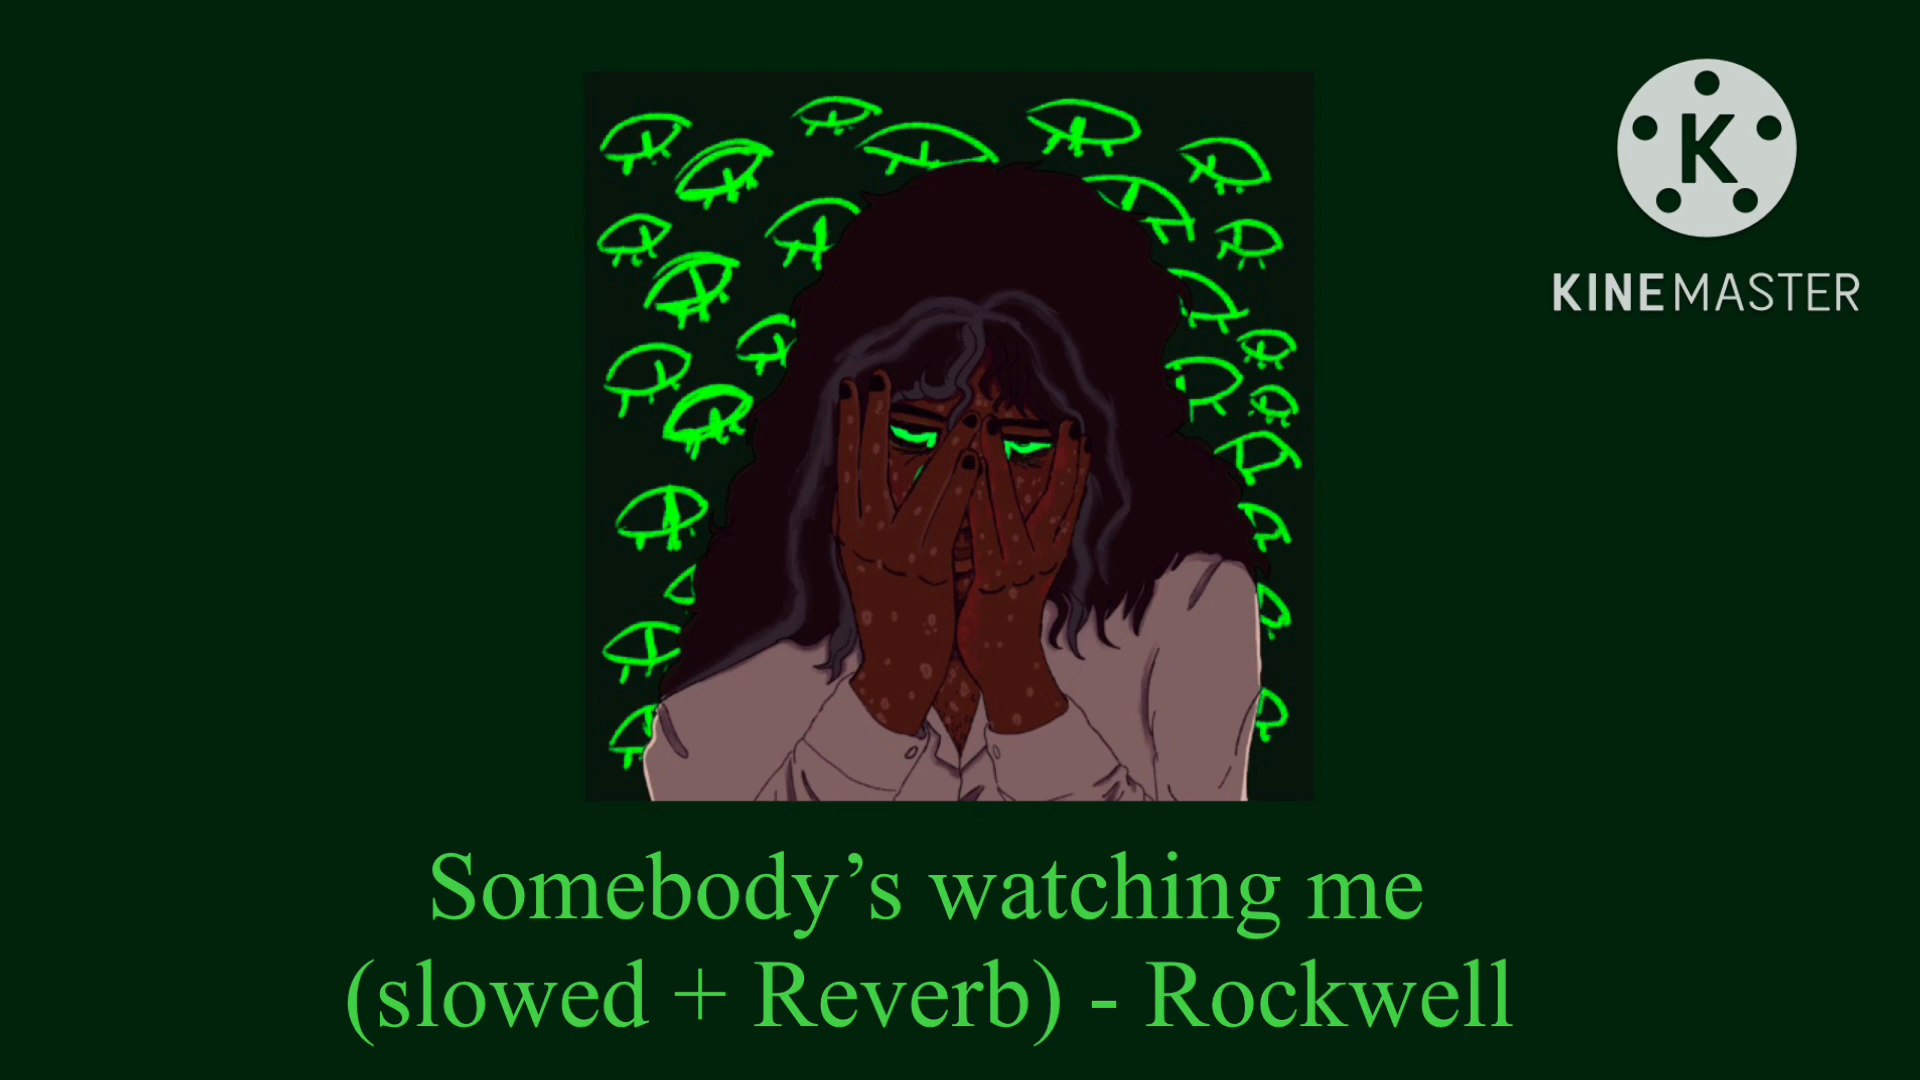 K
KINEMASTER
Somebody’s watching me
(slowed + Reverb) - Rockwell